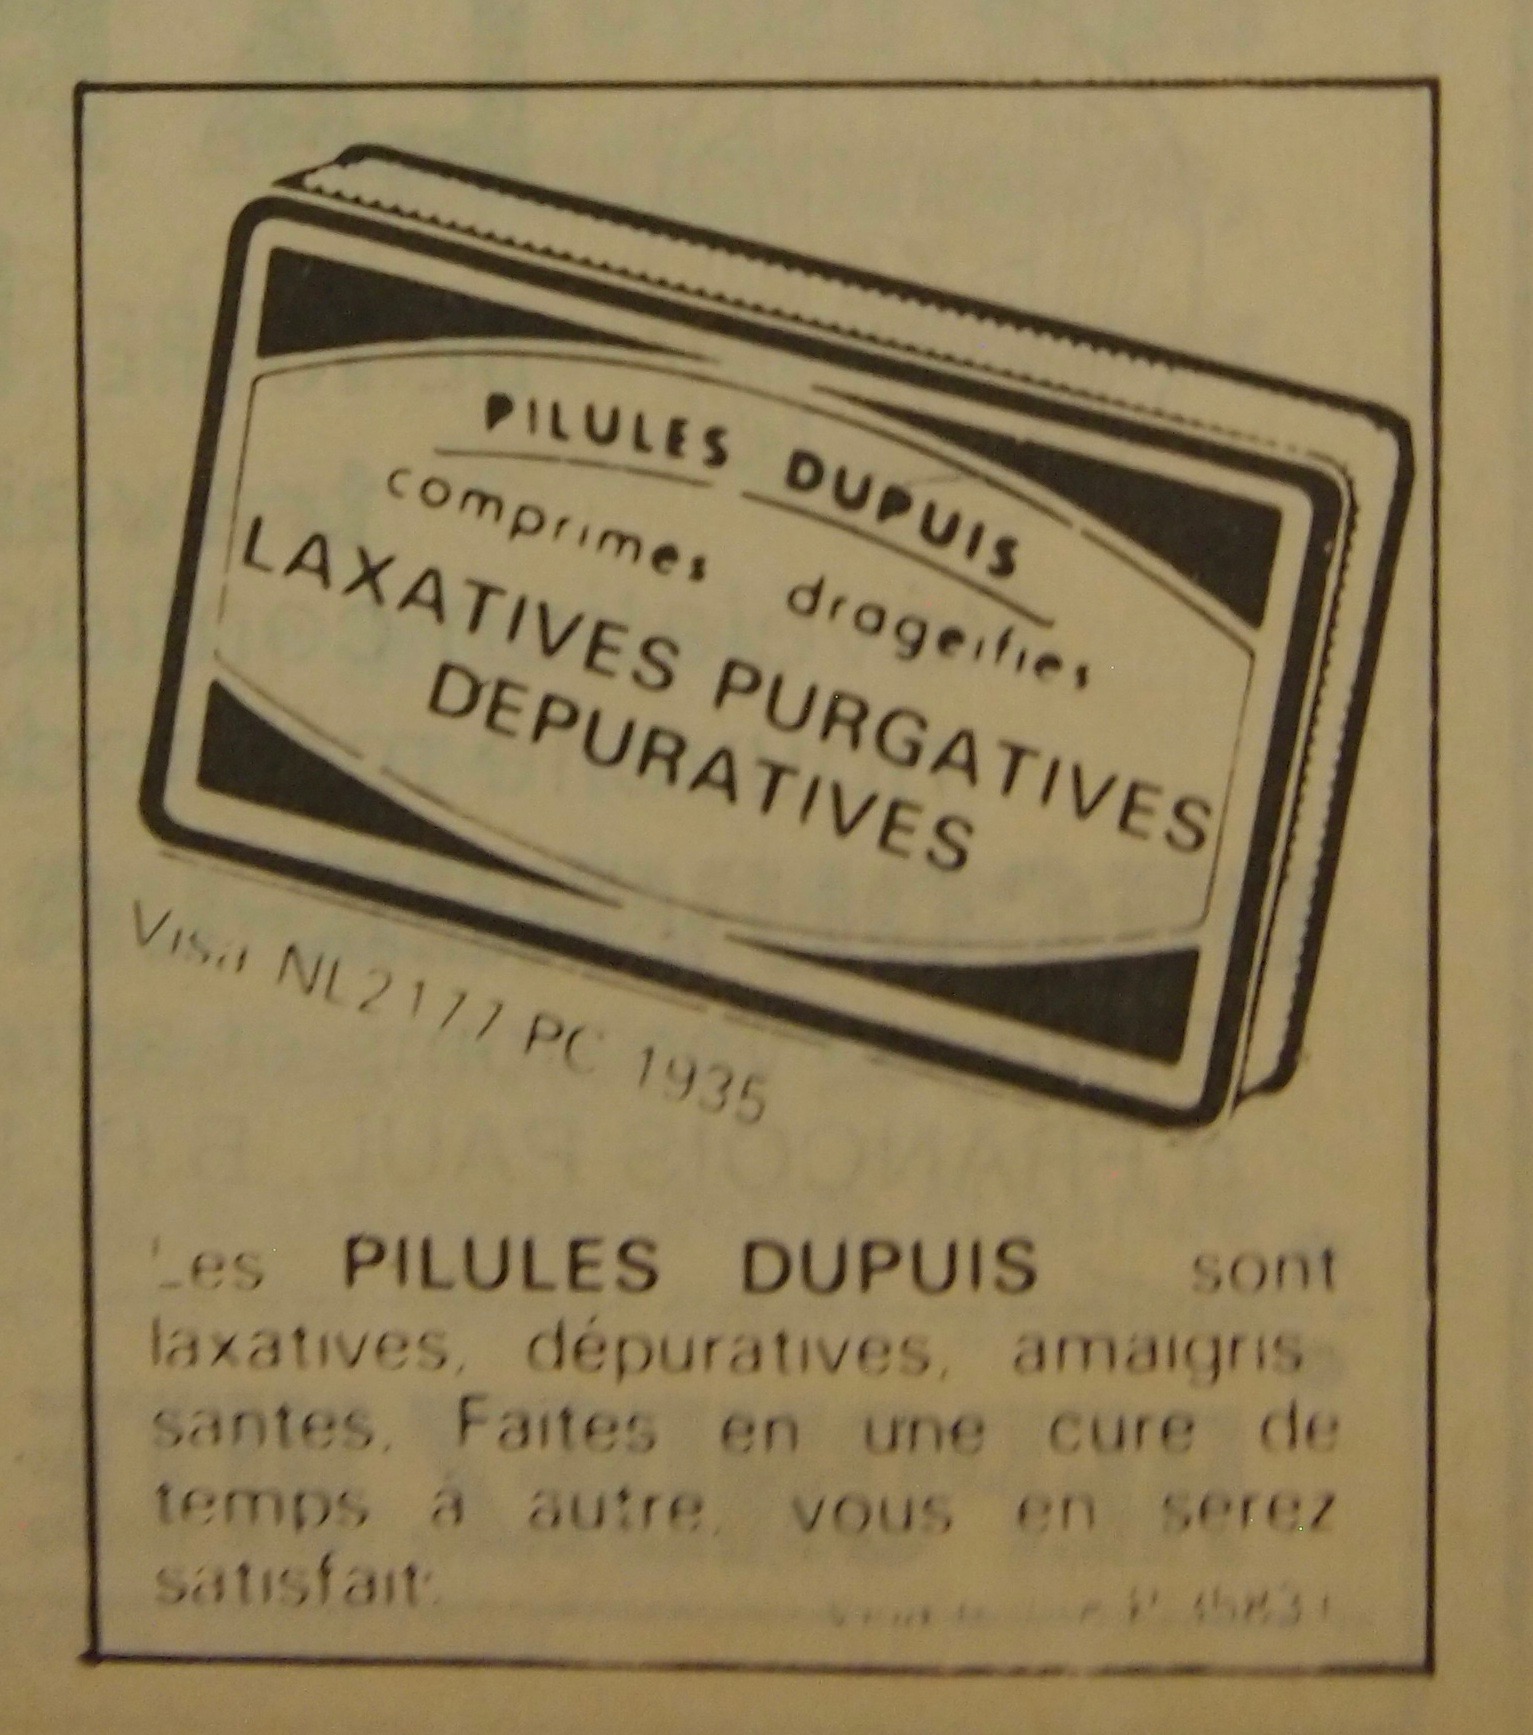 PILULES DUPUIS
comprimes drageifies
LAXATIVES PURGATIVES
DEPURATIVES
Visa NL2177 PC 1935
Les PILULES DUPUIS sont
laxatives, dépuratives, amaigris-
santes. Faites en une cure de
temps à autre, vous en serez
satisfait.